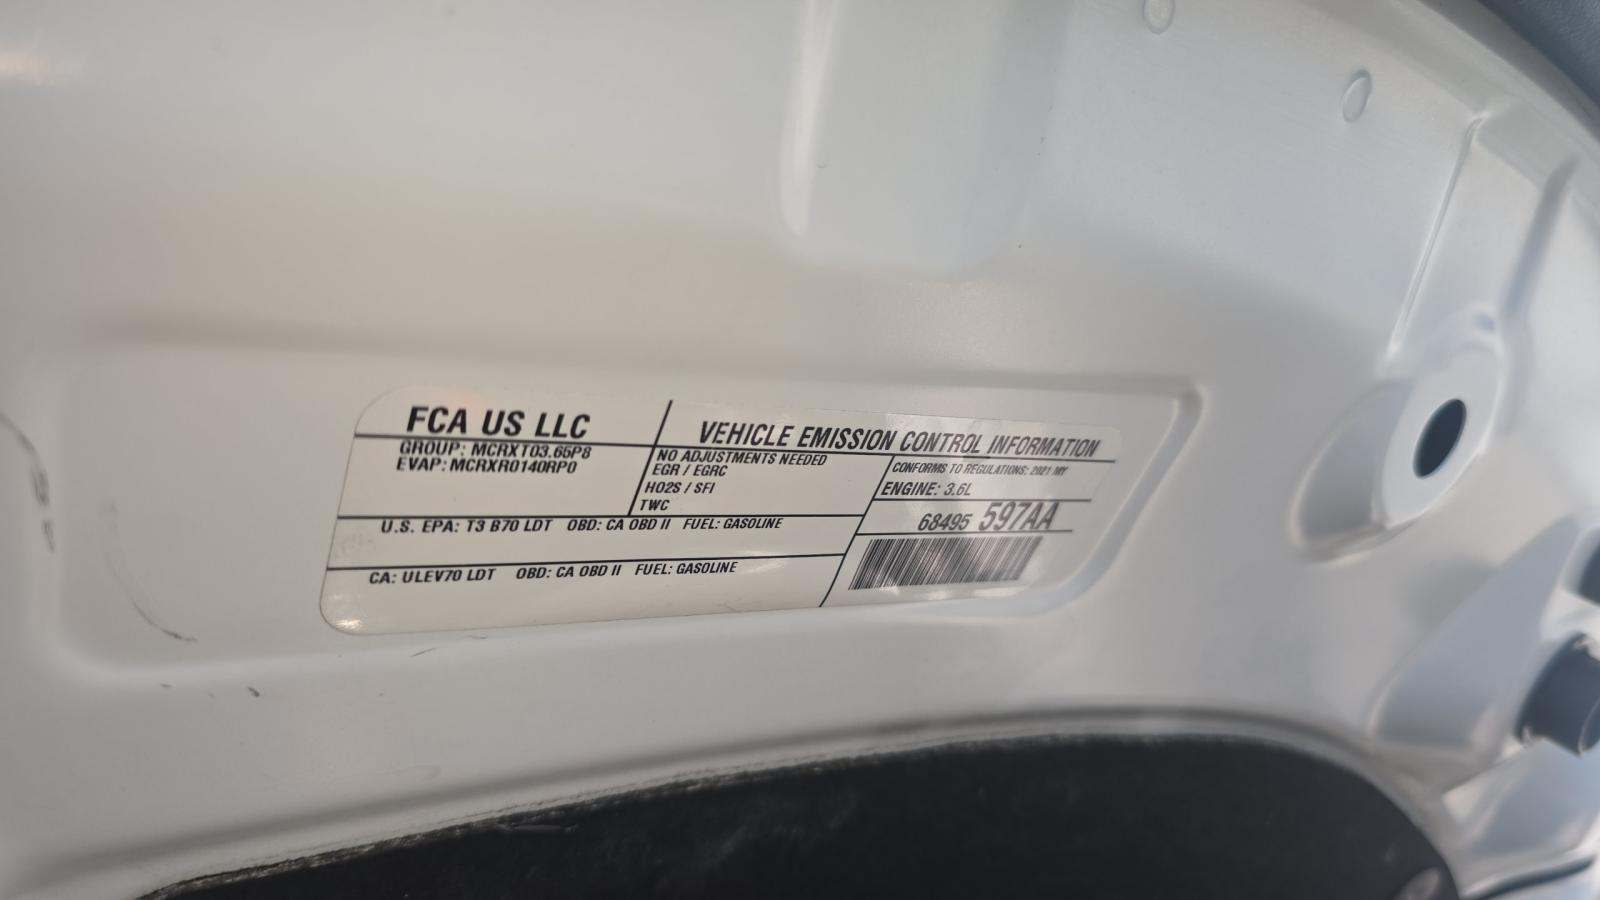 FCA US LLC
VEHICLE EMISSION CONTROL INFORMATION
GROUP: MCRXT03.65P8
EVAP: MCRXR0140RP0
NO ADJUSTMENTS NEEDED
EGR / EGRC
HO2S / SFI
TWC
CONFORMS TO REGULATIONS: 2021 MY
ENGINE: 3.6L
68495 597AA
U.S. EPA: T3 B70 LDT OBD: CA OBD II FUEL: GASOLINE
CA: ULEV70 LDT OBD: CA OBD II FUEL: GASOLINE